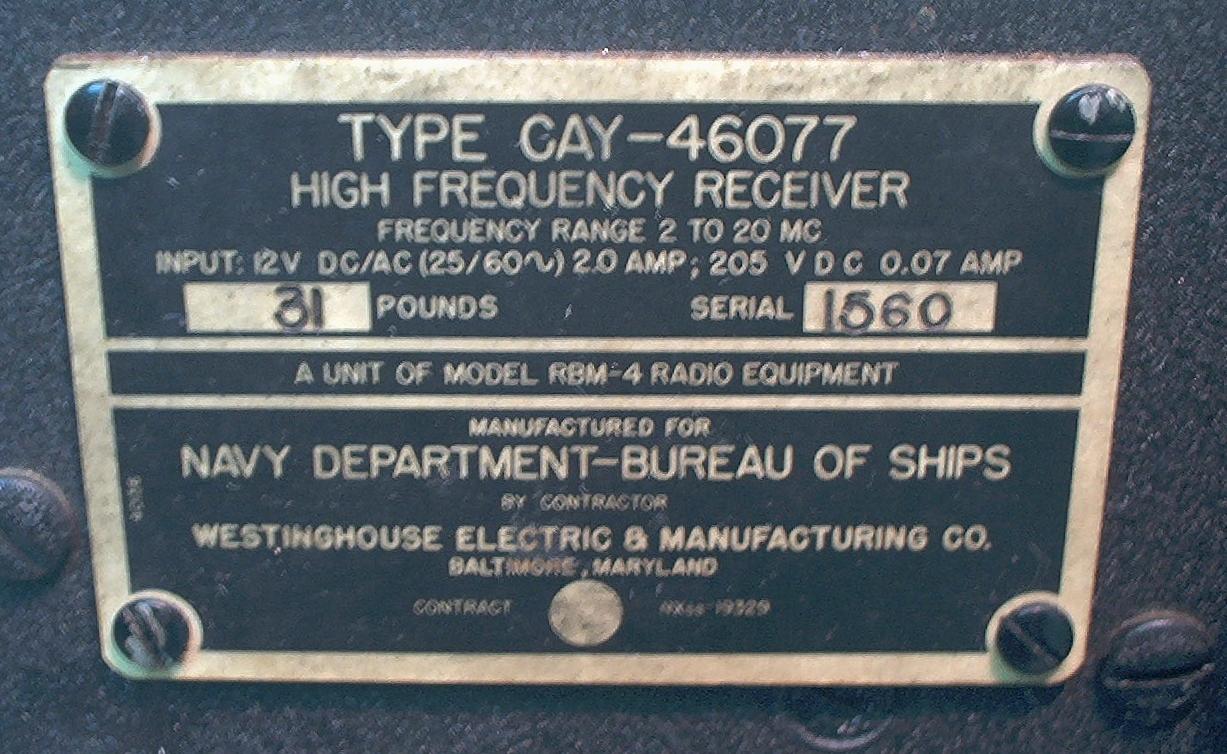 TYPE CAY-46077
HIGH FREQUENCY RECEIVER
FREQUENCY RANGE 2 TO 20 MC
INPUT: 12V DC/AC (25/60∿) 2.0 AMP; 205 V D C 0.07 AMP
31 POUNDS SERIAL 1560
A UNIT OF MODEL RBM-4 RADIO EQUIPMENT
MANUFACTURED FOR
NAVY DEPARTMENT-BUREAU OF SHIPS
BY CONTRACTOR
WESTINGHOUSE ELECTRIC & MANUFACTURING CO.
BALTIMORE, MARYLAND
CONTRACT NXss-19329